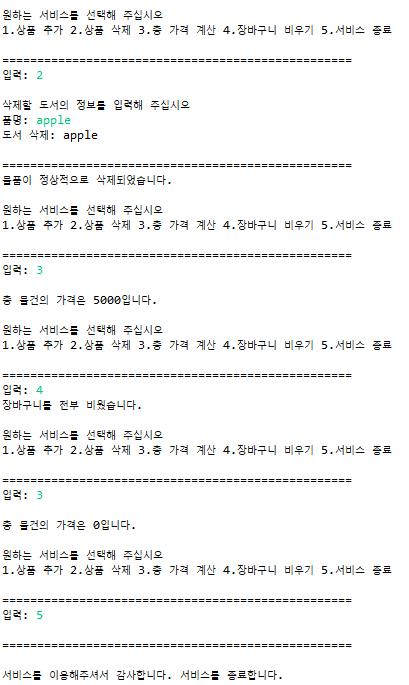 원하는 서비스를 선택해 주십시오
1.상품 추가 2.상품 삭제 3.총 가격 계산 4.장바구니 비우기 5.서비스 종료
==================================================
입력: 2
삭제할 도서의 정보를 입력해 주십시오
품명: apple
도서 삭제: apple
==================================================
물품이 정상적으로 삭제되었습니다.
원하는 서비스를 선택해 주십시오
1.상품 추가 2.상품 삭제 3.총 가격 계산 4.장바구니 비우기 5.서비스 종료
==================================================
입력: 3
총 물건의 가격은 5000입니다.
원하는 서비스를 선택해 주십시오
1.상품 추가 2.상품 삭제 3.총 가격 계산 4.장바구니 비우기 5.서비스 종료
==================================================
입력: 4
장바구니를 전부 비웠습니다.
원하는 서비스를 선택해 주십시오
1.상품 추가 2.상품 삭제 3.총 가격 계산 4.장바구니 비우기 5.서비스 종료
==================================================
입력: 3
총 물건의 가격은 0입니다.
원하는 서비스를 선택해 주십시오
1.상품 추가 2.상품 삭제 3.총 가격 계산 4.장바구니 비우기 5.서비스 종료
==================================================
입력: 5
==================================================
서비스를 이용해주셔서 감사합니다. 서비스를 종료합니다.